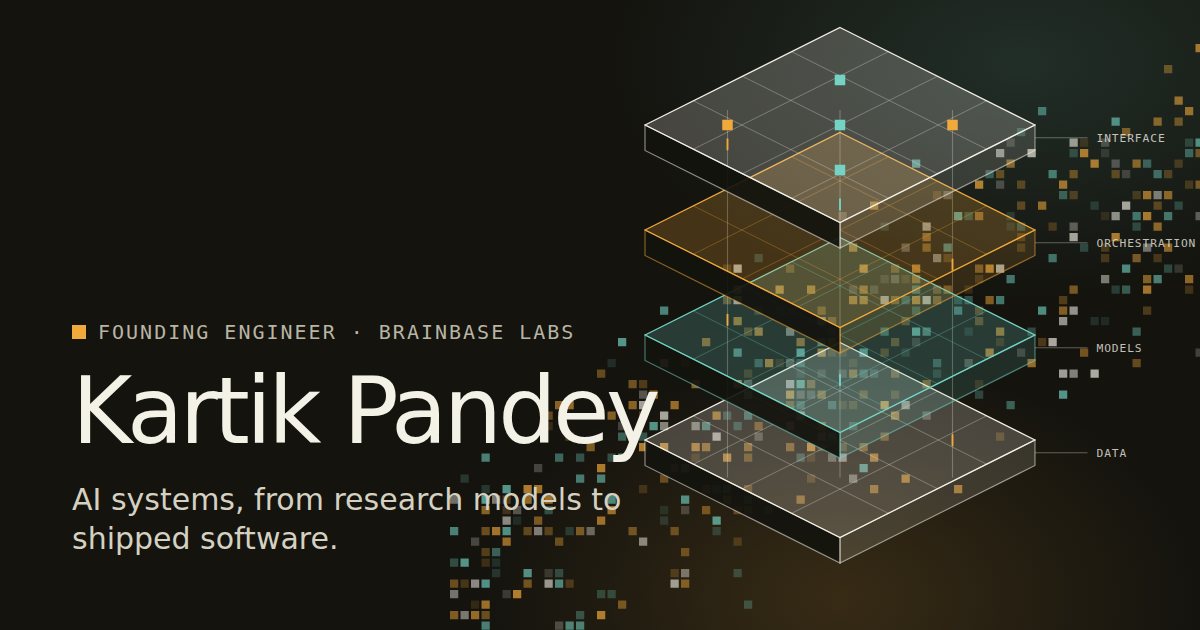 FOUNDING ENGINEER · BRAINBASE LABS
Kartik Pandey
AI systems, from research models to
shipped software.
INTERFACE
ORCHESTRATION
MODELS
DATA